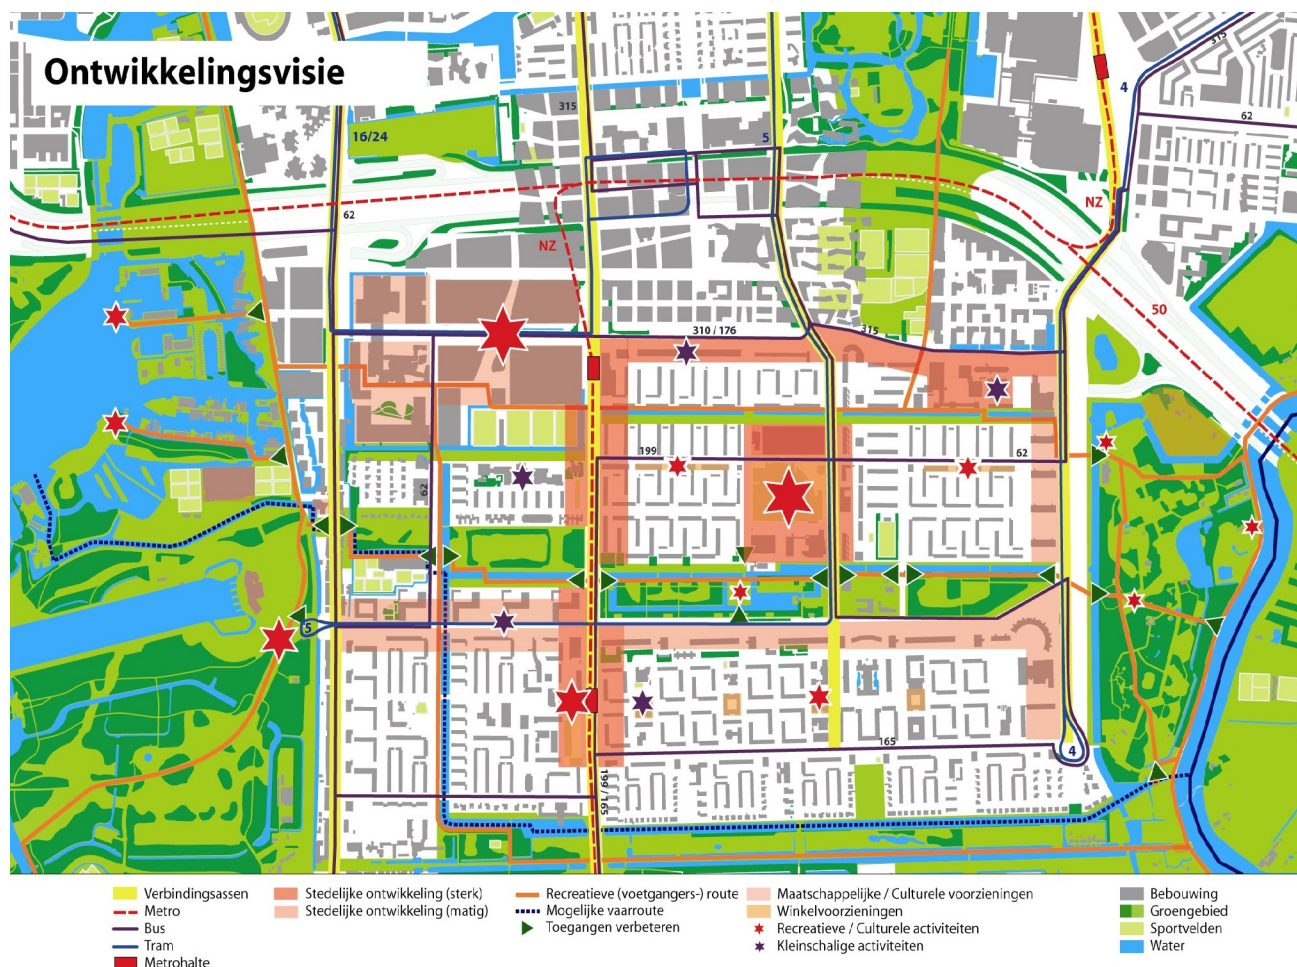 Ontwikkelingsvisie
315
315
4
16/24
5
62
62
NZ
NZ
50
310 / 176
315
199
62
62
5
165
4
199 / 165
Verbindingsassen
Metro
Bus
Tram
Metrohalte
Stedelijke ontwikkeling (sterk)
Stedelijke ontwikkeling (matig)
Recreatieve (voetgangers-) route
Mogelijke vaarroute
Toegangen verbeteren
Maatschappelijke / Culturele voorzieningen
Winkelvoorzieningen
Recreatieve / Culturele activiteiten
Kleinschalige activiteiten
Bebouwing
Groengebied
Sportvelden
Water